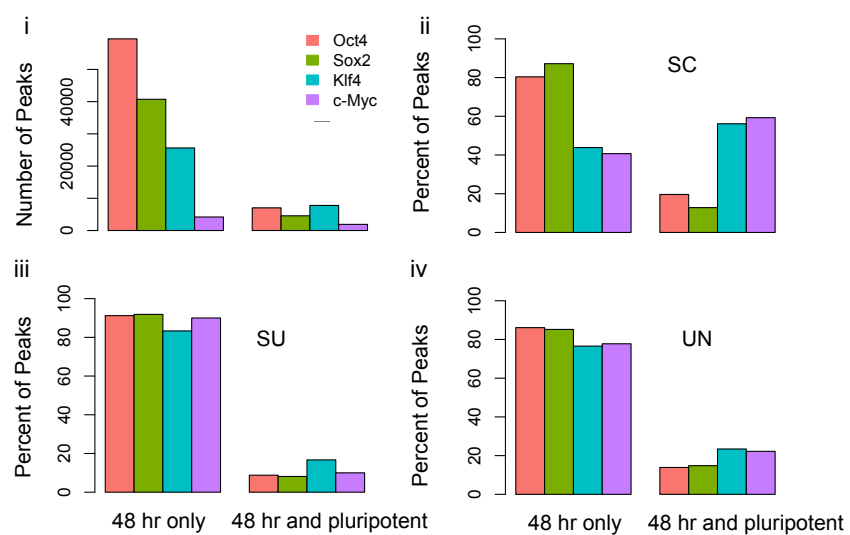 i
Number of Peaks
0
20000
40000
Oct4
Sox2
Klf4
c-Myc
ii
Percent of Peaks
0
20
40
60
80
100
SC
iii
Percent of Peaks
0
20
40
60
80
100
SU
48 hr only
48 hr and pluripotent
iv
Percent of Peaks
0
20
40
60
80
100
UN
48 hr only
48 hr and pluripotent